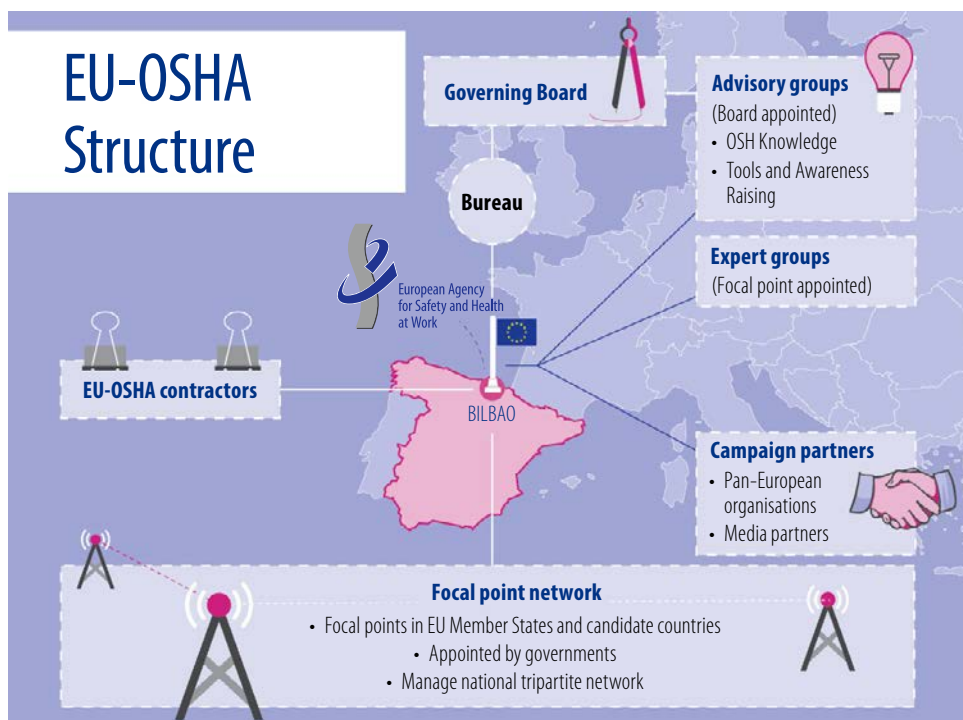 EU-OSHA
Structure
Governing Board
Advisory groups
(Board appointed)
• OSH Knowledge
• Tools and Awareness
Raising
Bureau
Expert groups
(Focal point appointed)
European Agency
for Safety and Health
at Work
EU-OSHA contractors
BILBAO
Campaign partners
• Pan-European
organisations
• Media partners
Focal point network
• Focal points in EU Member States and candidate countries
• Appointed by governments
• Manage national tripartite network